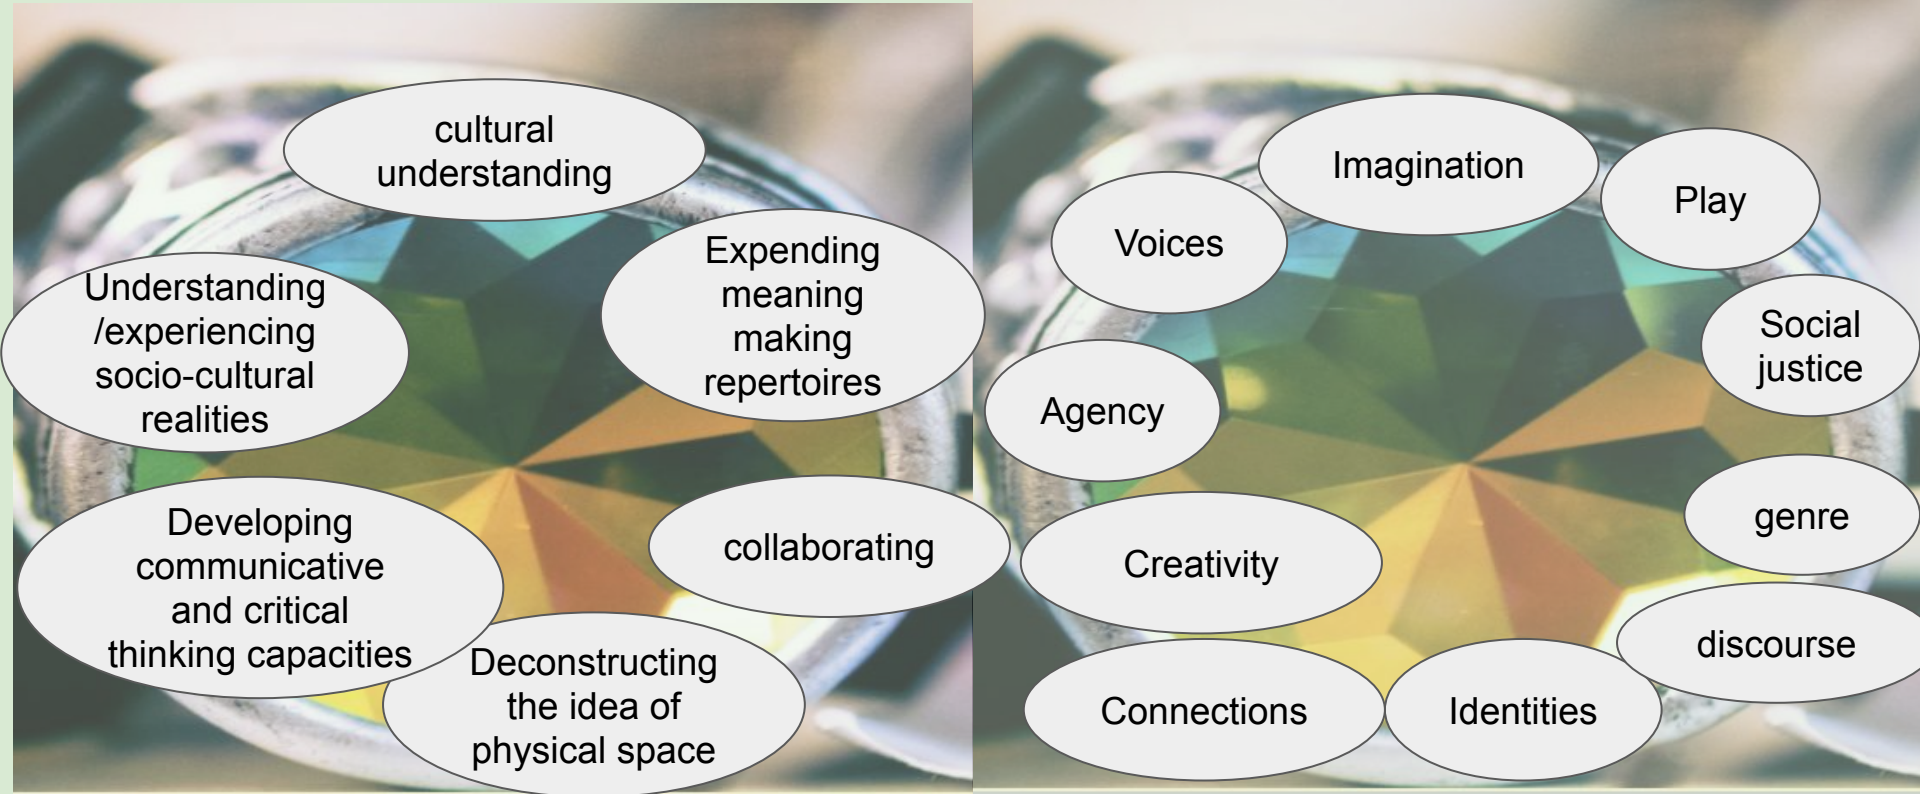 cultural
understanding
Expending
meaning
making
repertoires
Understanding
/experiencing
socio-cultural
realities
collaborating
Developing
communicative
and critical
thinking capacities
Deconstructing
the idea of
physical space
Imagination
Play
Voices
Social
justice
Agency
genre
Creativity
discourse
Connections
Identities